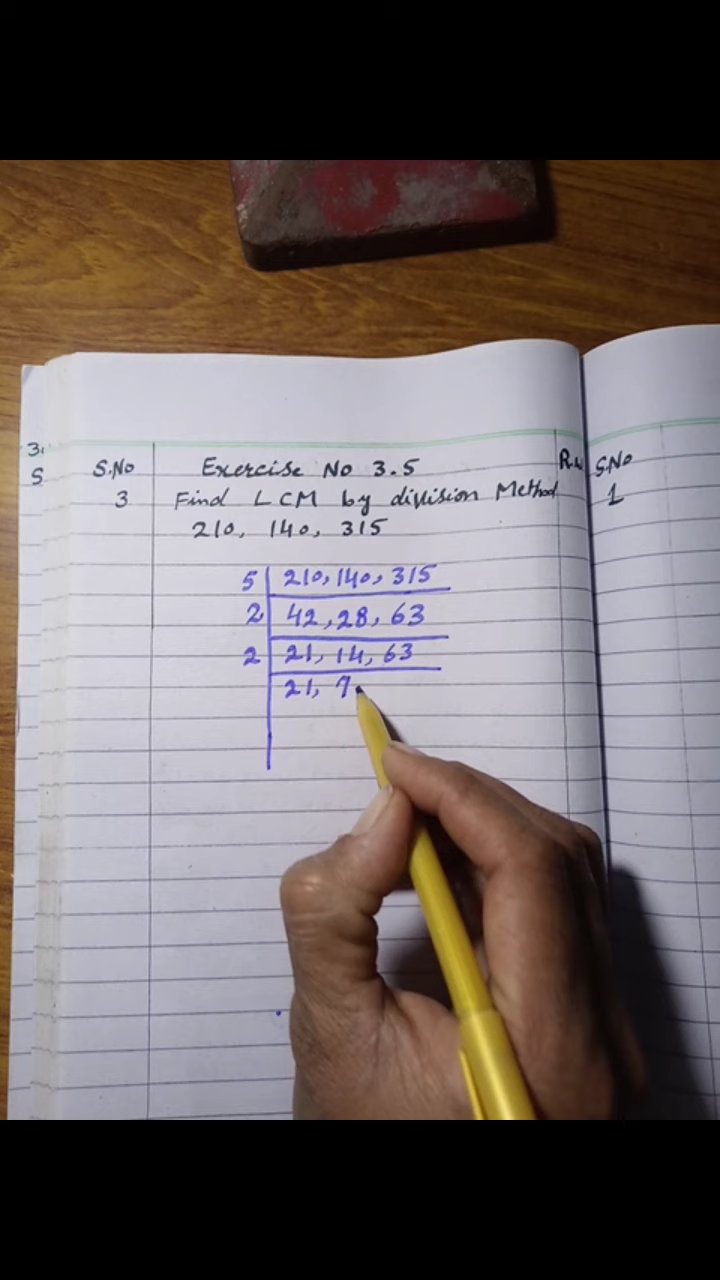 3.
S
S.No Exercise No 3.5 R.W S.No
3 Find LCM by division Method 1
210, 140, 315
5 210, 140, 315
2 42, 28, 63
2 21, 14, 63
21, 7